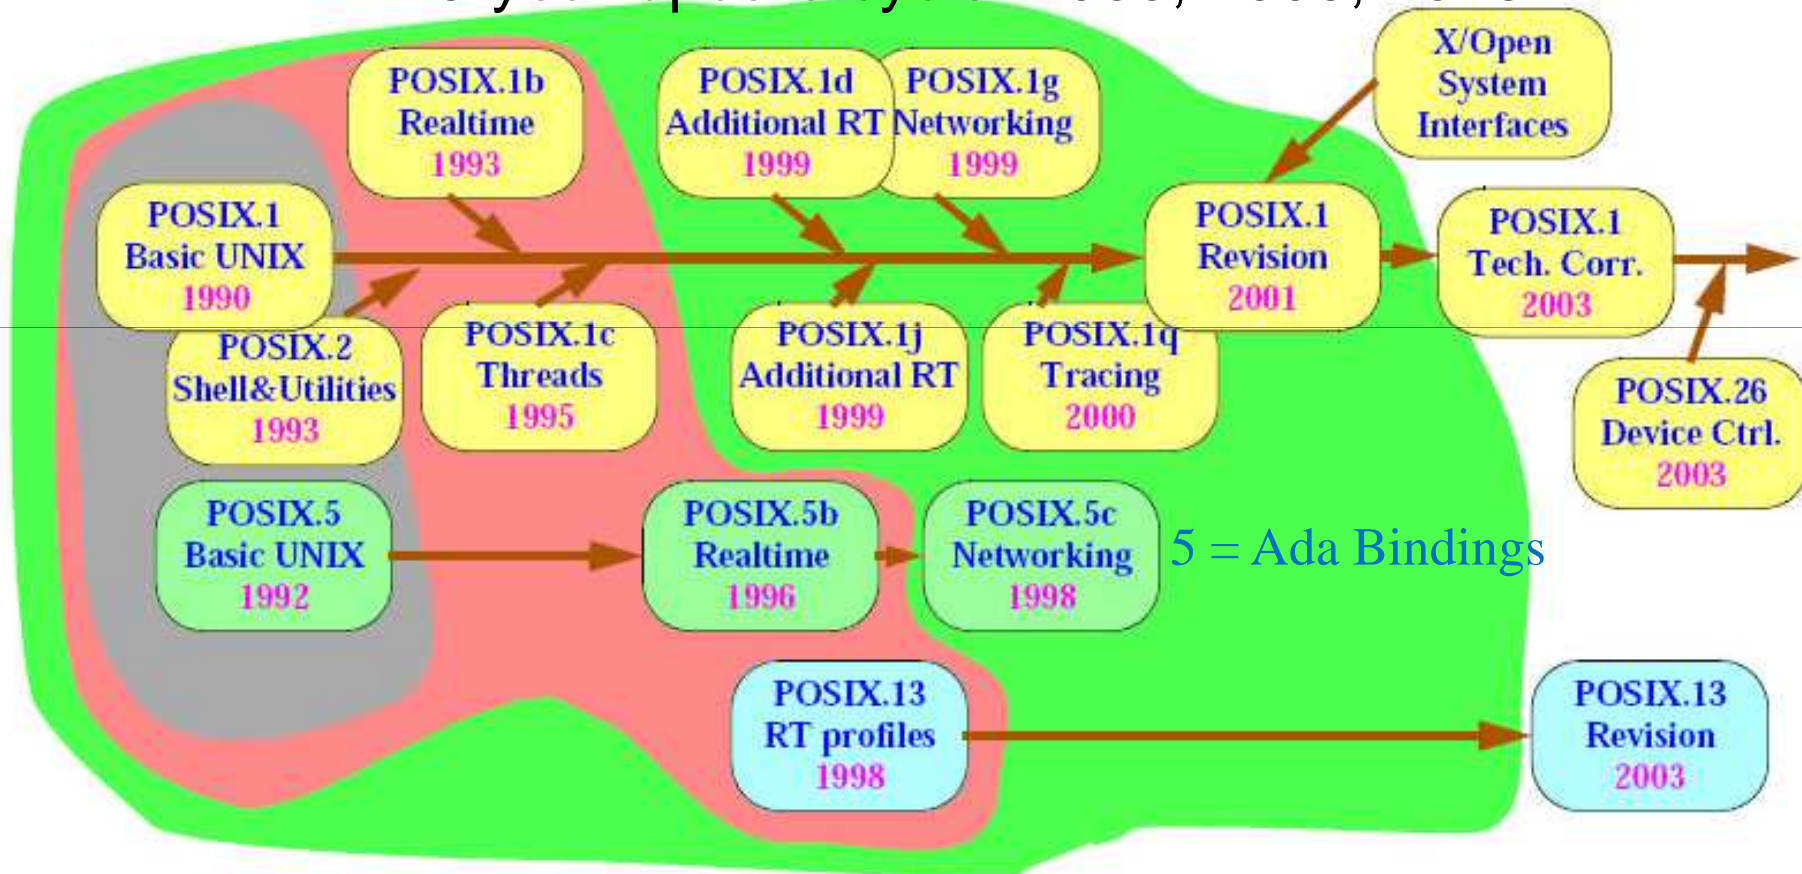 X/Open
System
Interfaces
POSIX.1b
Realtime
1993
POSIX.1d
Additional RT
1999
POSIX.1g
Networking
1999
POSIX.1
Basic UNIX
1990
POSIX.1
Revision
2001
POSIX.1
Tech. Corr.
2003
POSIX.2
Shell&Utilities
1993
POSIX.1c
Threads
1995
POSIX.1j
Additional RT
1999
POSIX.1q
Tracing
2000
POSIX.26
Device Ctrl.
2003
POSIX.5
Basic UNIX
1992
POSIX.5b
Realtime
1996
POSIX.5c
Networking
1998
5 = Ada Bindings
POSIX.13
RT profiles
1998
POSIX.13
Revision
2003